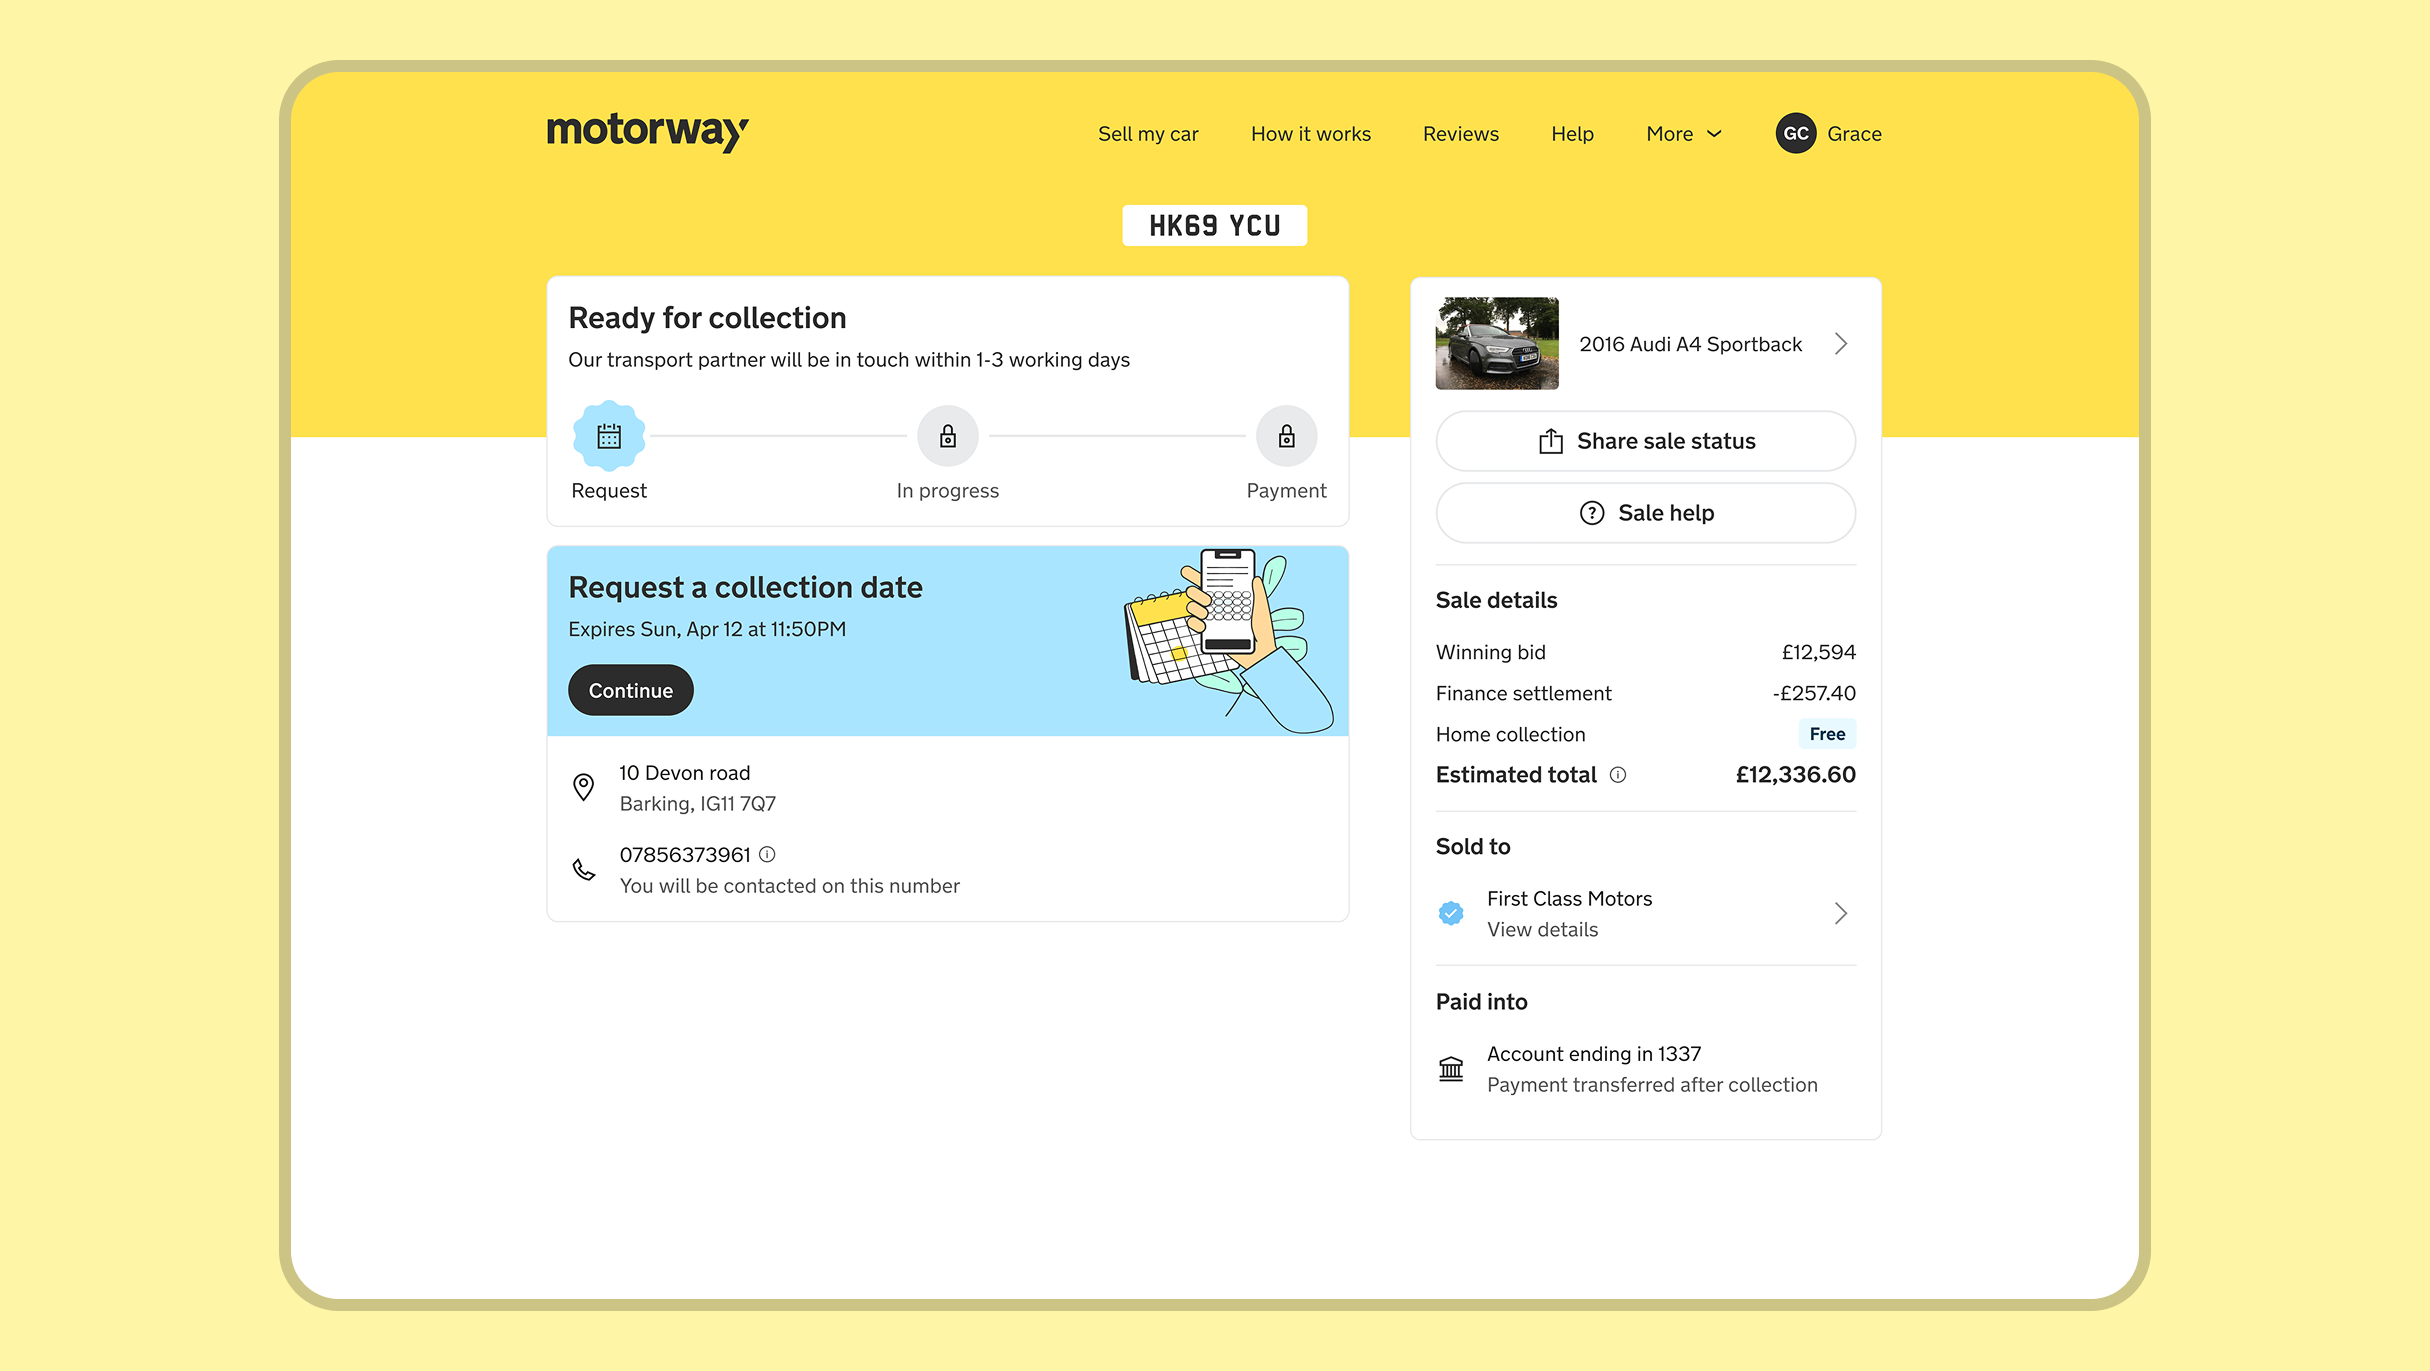 motorway
Sell my car
How it works
Reviews
Help
More
GC
Grace
HK69 YCU
Ready for collection
Our transport partner will be in touch within 1-3 working days
Request
In progress
Payment
Request a collection date
Expires Sun, Apr 12 at 11:50PM
Continue
10 Devon road
Barking, IG11 7Q7
07856373961
You will be contacted on this number
2016 Audi A4 Sportback
Share sale status
Sale help
Sale details
Winning bid £12,594
Finance settlement -£257.40
Home collection Free
Estimated total £12,336.60
Sold to
First Class Motors
View details
Paid into
Account ending in 1337
Payment transferred after collection